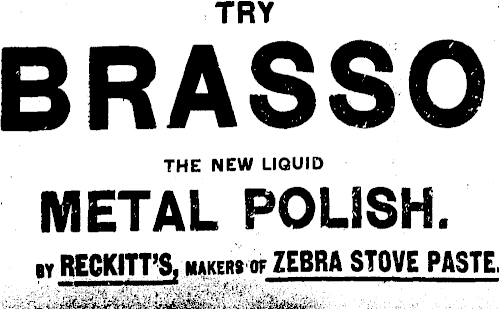 TRY
BRASSO
THE NEW LIQUID
METAL POLISH.
BY RECKITT'S, MAKERS OF ZEBRA STOVE PASTE.